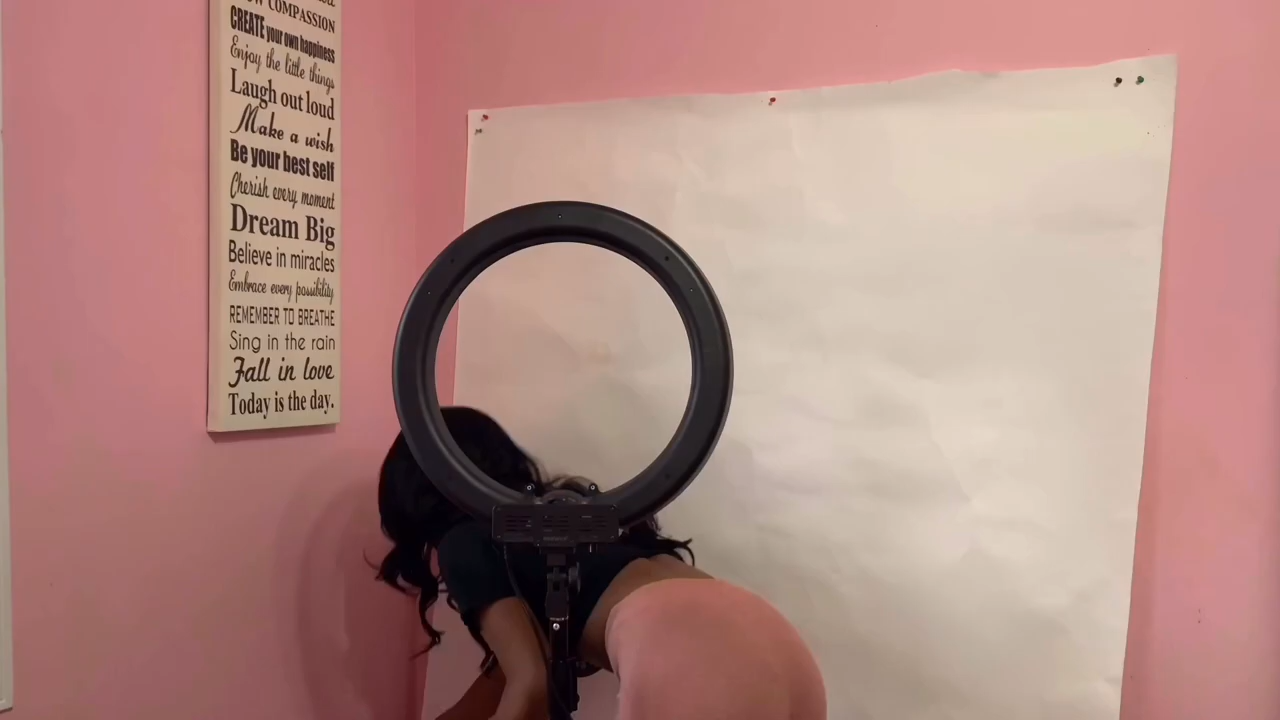 COMPASSION
CREATE your own happiness
Enjoy the little things
Laugh out loud
Make a wish
Be your best self
Cherish every moment
Dream Big
Believe in miracles
Embrace every possibility
REMEMBER TO BREATHE
Sing in the rain
Fall in love
Today is the day.